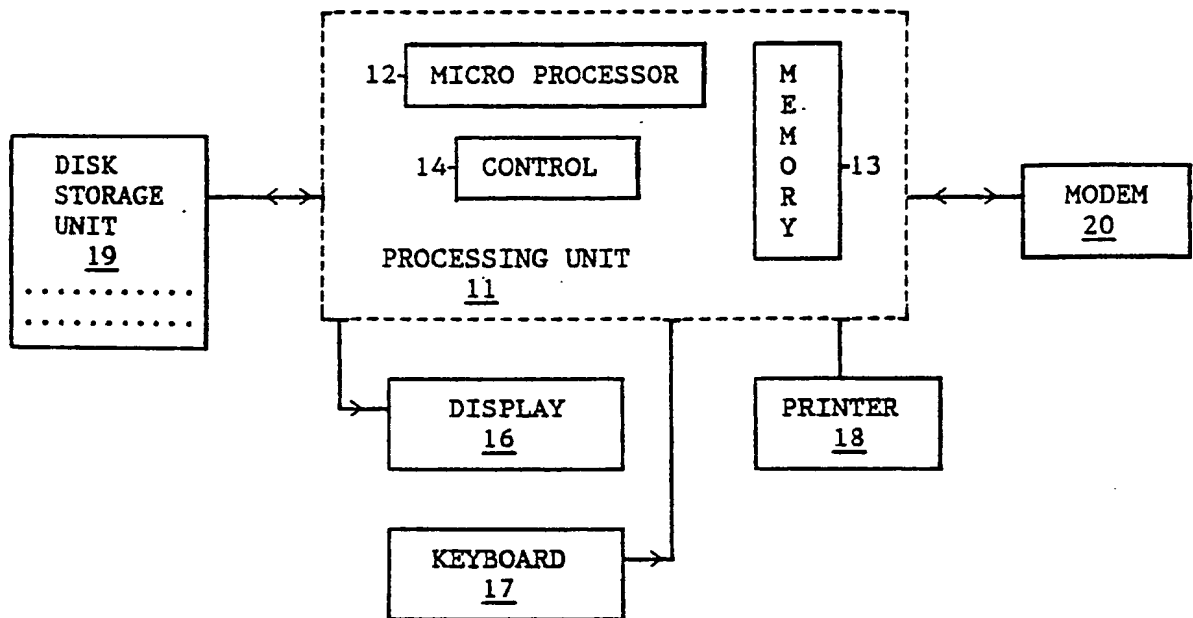 12
MICRO PROCESSOR
MEMORY
13
14
CONTROL
PROCESSING UNIT
11
DISK
STORAGE
UNIT
19
MODEM
20
DISPLAY
16
PRINTER
18
KEYBOARD
17